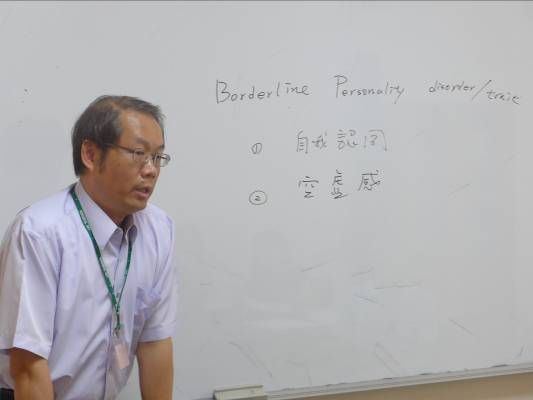 Borderline Personality disorder/trait
① 自我認同
② 空虛感